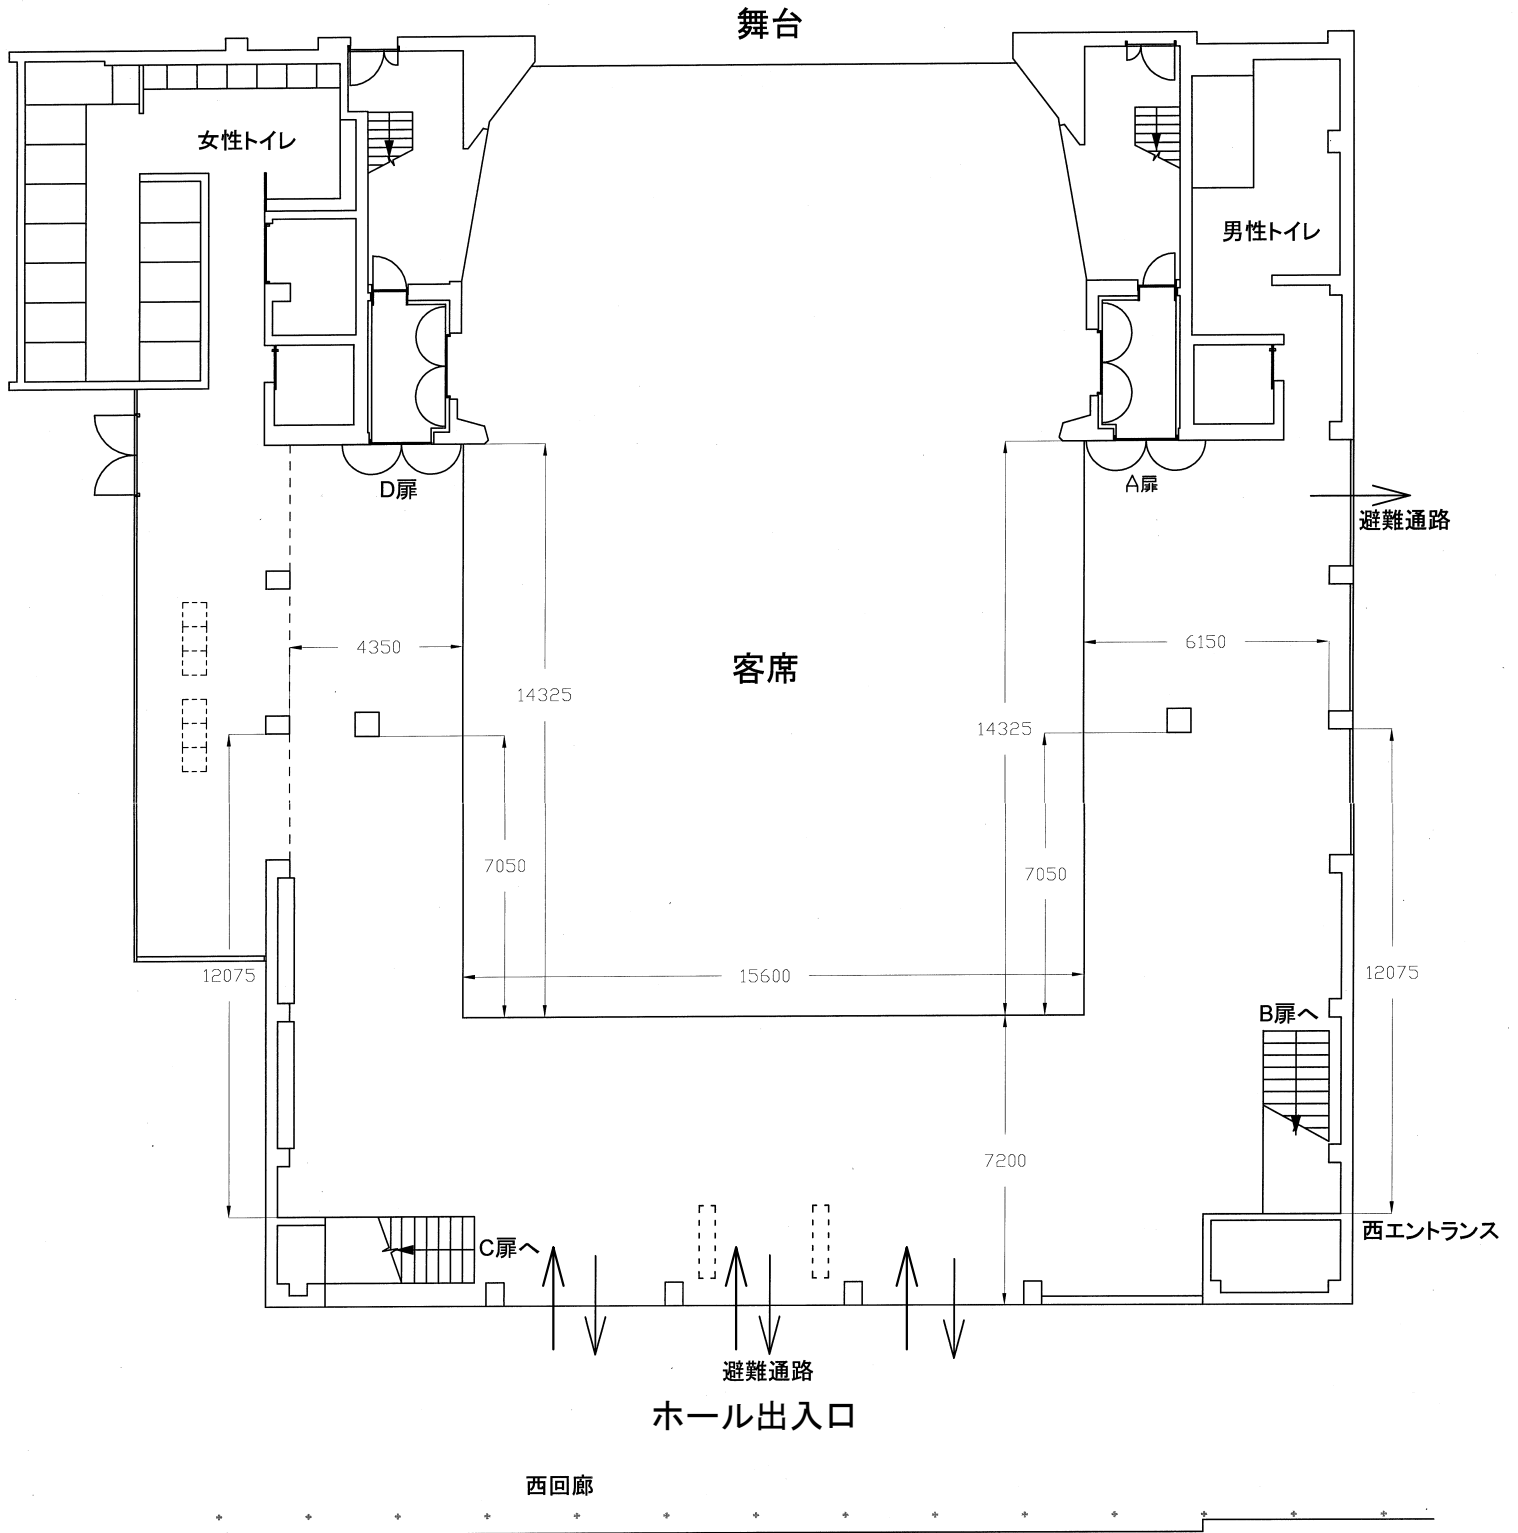 舞台
女性トイレ
男性トイレ
D扉
A扉
避難通路
4350
6150
客席
14325
14325
7050
7050
12075
15600
12075
B扉へ
7200
西エントランス
C扉へ
避難通路
ホール出入口
西回廊